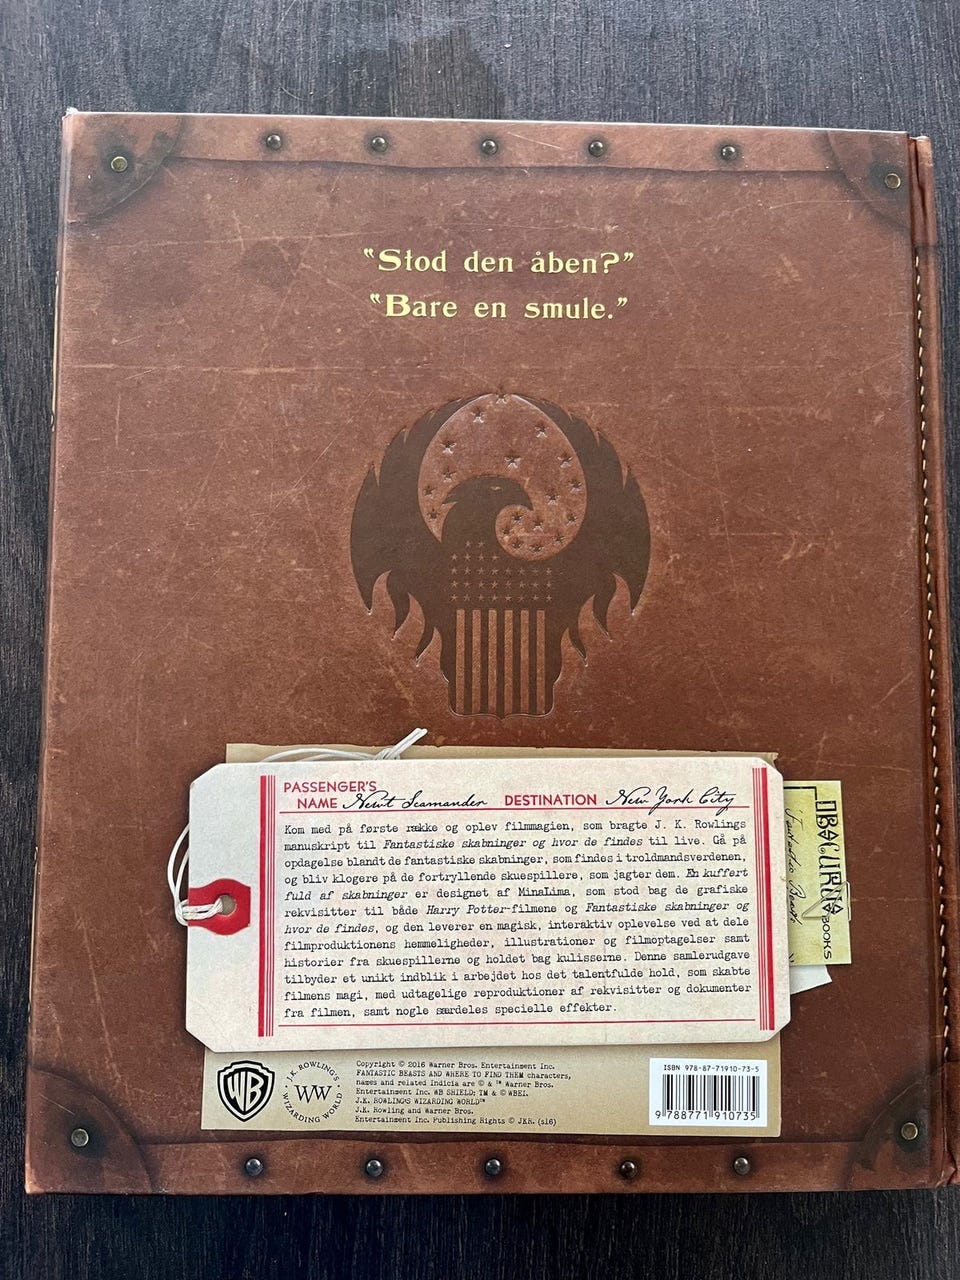 "Stod den åben?"
"Bare en smule."
PASSENGER'S
NAME Newt Scamander DESTINATION New York City
Kom med på første række og oplev filmmagien, som bragte J. K. Rowlings
manuskript til Fantastiske skabninger og hvor de findes til live. Gå på
opdagelse blandt de fantastiske skabninger, som findes i troldmandsverdenen,
og bliv klogere på de fortryllende skuespillere, som jagter dem. En kuffert
fuld af skabninger er designet af MinaLima, som stod bag de grafiske
rekvisitter til både Harry Potter-filmene og Fantastiske skabninger og
hvor de findes, og den leverer en magisk, interaktiv oplevelse ved at dele
filmproduktionens hemmeligheder, illustrationer og filmoptagelser samt
historier fra skuespillerne og holdet bag kulisserne. Denne samlerudgave
tilbyder et unikt indblik i arbejdet hos det talentfulde hold, som skabte
filmens magi, med udtagelige reproduktioner af rekvisitter og dokumenter
fra filmen, samt nogle særdeles specielle effekter.
OBSCURUS
BOOKS
Fantastic Beasts
WB
J.K. ROWLING'S
WW
WIZARDING WORLD
Copyright © 2016 Warner Bros. Entertainment Inc.
FANTASTIC BEASTS AND WHERE TO FIND THEM characters,
names and related indicia are © & ™ Warner Bros.
Entertainment Inc. WB SHIELD: TM & © WBEI.
J.K. ROWLING'S WIZARDING WORLD™
J.K. Rowling and Warner Bros.
Entertainment Inc. Publishing Rights © JKR. (s16)
ISBN 978-87-71910-73-5
9 788771 910735